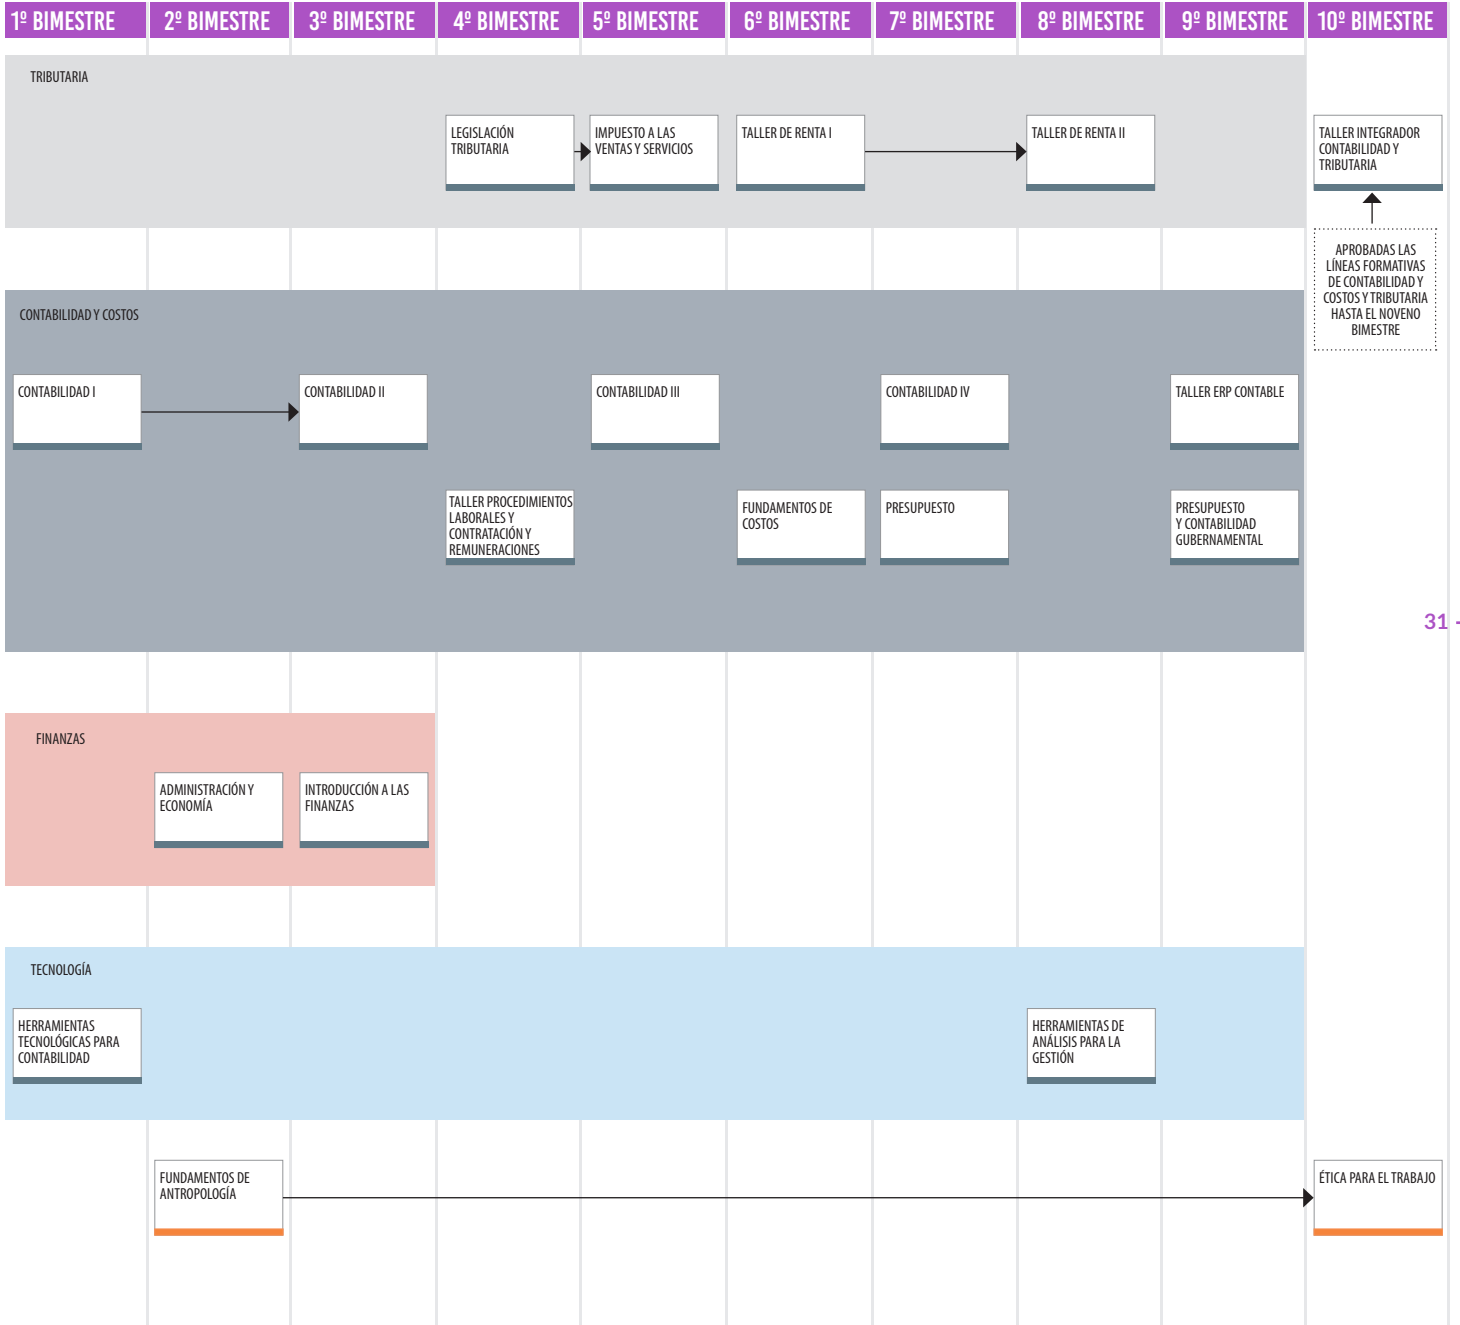 1º BIMESTRE 2º BIMESTRE 3º BIMESTRE 4º BIMESTRE 5º BIMESTRE 6º BIMESTRE 7º BIMESTRE 8º BIMESTRE 9º BIMESTRE 10º BIMESTRE
TRIBUTARIA
LEGISLACIÓN
TRIBUTARIA
IMPUESTO A LAS
VENTAS Y SERVICIOS
TALLER DE RENTA I
TALLER DE RENTA II
TALLER INTEGRADOR
CONTABILIDAD Y
TRIBUTARIA
APROBADAS LAS
LÍNEAS FORMATIVAS
DE CONTABILIDAD Y
COSTOS Y TRIBUTARIA
HASTA EL NOVENO
BIMESTRE
CONTABILIDAD Y COSTOS
CONTABILIDAD I
CONTABILIDAD II
CONTABILIDAD III
CONTABILIDAD IV
TALLER ERP CONTABLE
TALLER PROCEDIMIENTOS
LABORALES Y
CONTRATACIÓN Y
REMUNERACIONES
FUNDAMENTOS DE
COSTOS
PRESUPUESTO
PRESUPUESTO
Y CONTABILIDAD
GUBERNAMENTAL
31 -
FINANZAS
ADMINISTRACIÓN Y
ECONOMÍA
INTRODUCCIÓN A LAS
FINANZAS
TECNOLOGÍA
HERRAMIENTAS
TECNOLÓGICAS PARA
CONTABILIDAD
HERRAMIENTAS DE
ANÁLISIS PARA LA
GESTIÓN
FUNDAMENTOS DE
ANTROPOLOGÍA
ÉTICA PARA EL TRABAJO